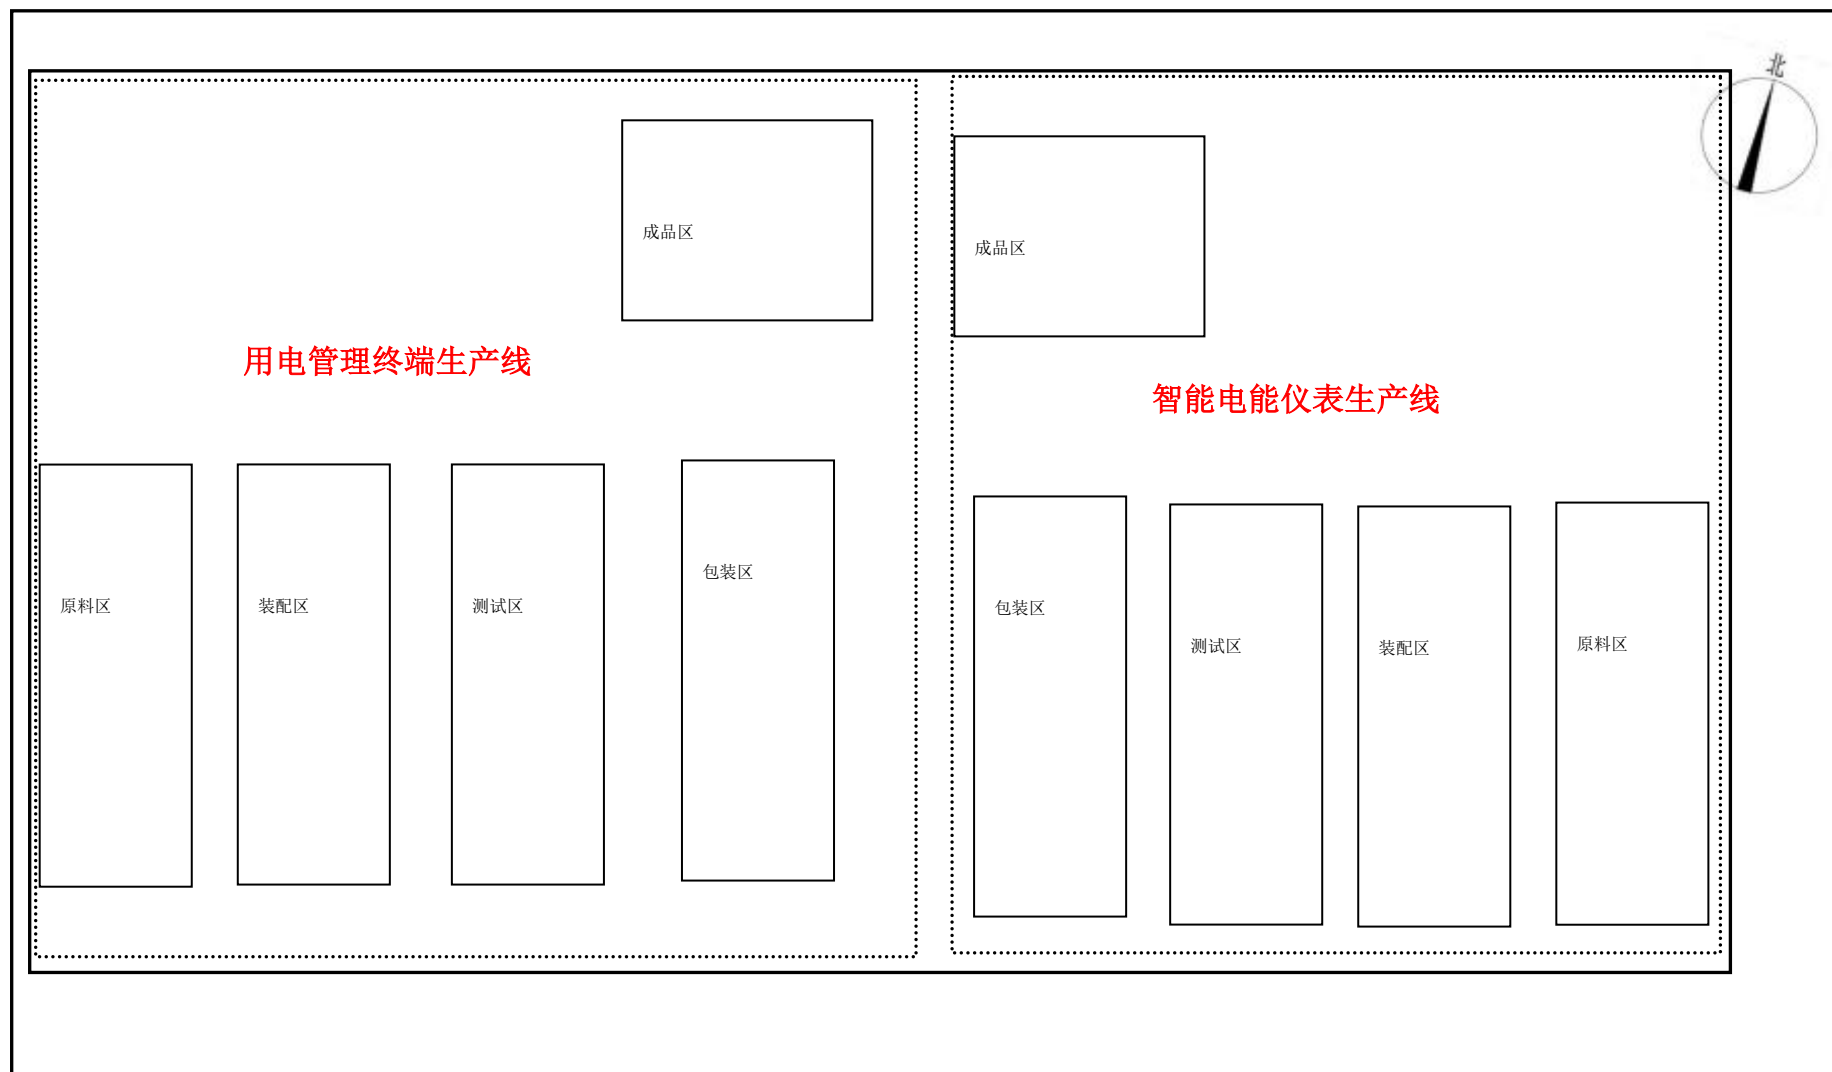 北
成品区
成品区
用电管理终端生产线
智能电能仪表生产线
原料区
装配区
测试区
包装区
包装区
测试区
装配区
原料区